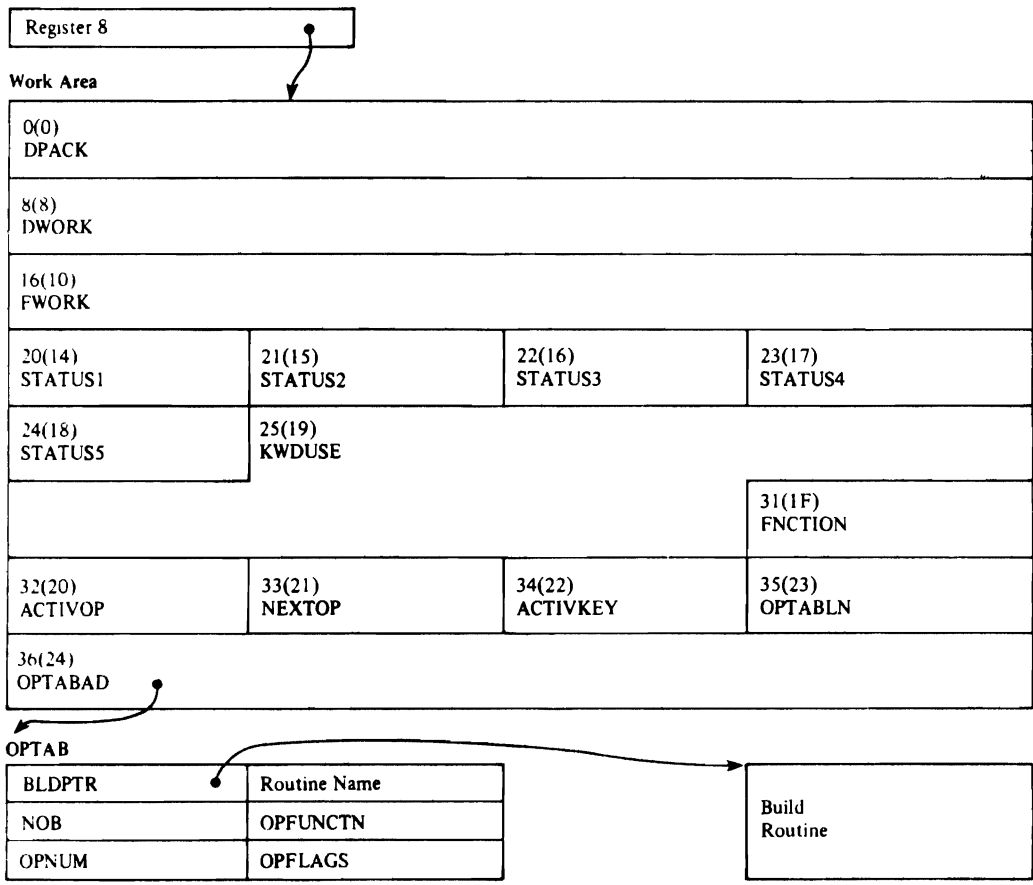 Register 8
Work Area
0(0)
DPACK
8(8)
DWORK
16(10)
FWORK
20(14)
STATUS1
21(15)
STATUS2
22(16)
STATUS3
23(17)
STATUS4
24(18)
STATUS5
25(19)
KWDUSE
31(1F)
FNCTION
32(20)
ACTIVOP
33(21)
NEXTOP
34(22)
ACTIVKEY
35(23)
OPTABLN
36(24)
OPTABAD
OPTAB
BLDPTR
Routine Name
NOB
OPFUNCTN
OPNUM
OPFLAGS
Build
Routine